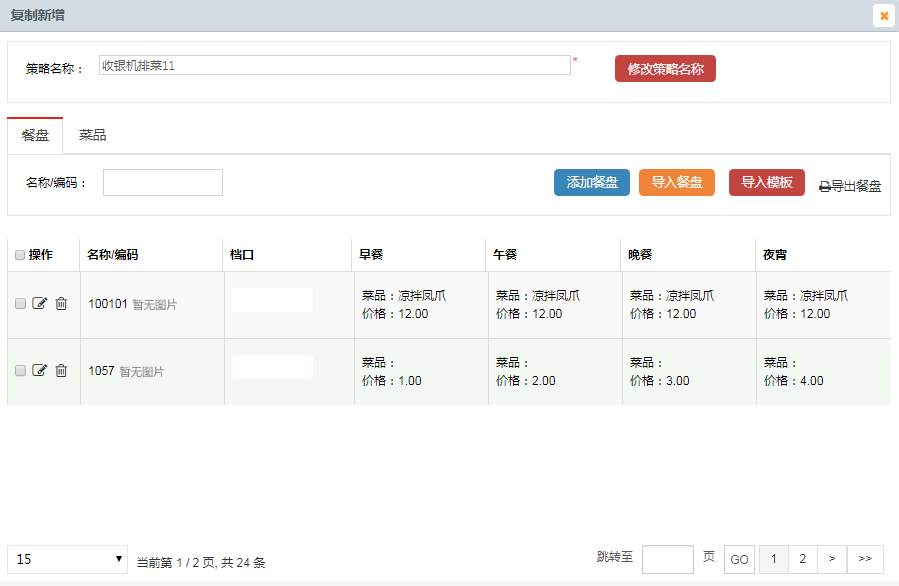 复制新增
策略名称： 收银机排菜11 * 修改策略名称
餐盘 菜品
名称/编码： 添加餐盘 导入餐盘 导入模板 导出餐盘
操作 名称/编码 档口 早餐 午餐 晚餐 夜宵
100101 暂无图片 菜品：凉拌凤爪 菜品：凉拌凤爪 菜品：凉拌凤爪 菜品：凉拌凤爪
价格：12.00 价格：12.00 价格：12.00 价格：12.00
1057 暂无图片 菜品： 菜品： 菜品： 菜品：
价格：1.00 价格：2.00 价格：3.00 价格：4.00
15 当前第 1 / 2 页, 共 24 条 跳转至 页 GO 1 2 > >>